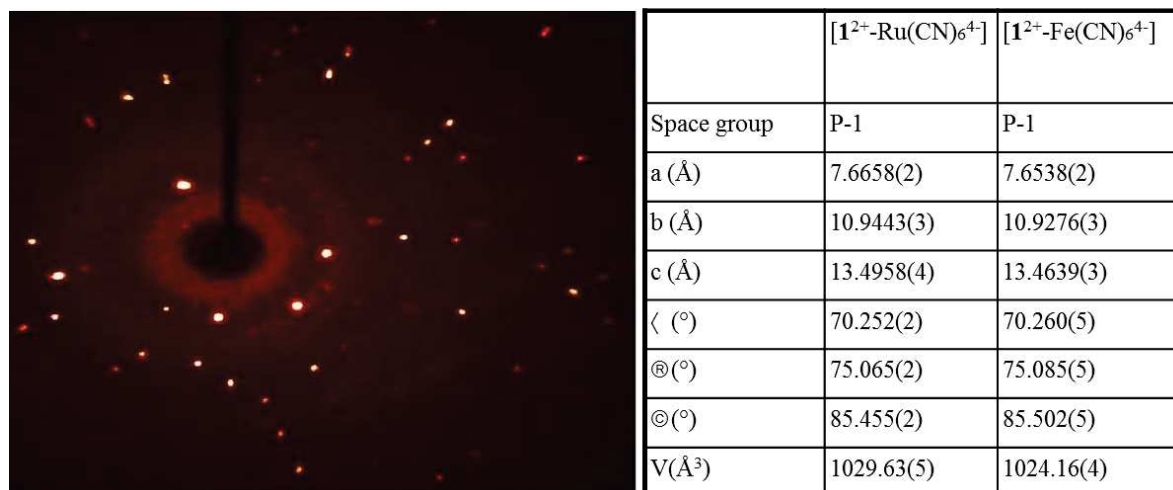 [1²⁺-Ru(CN)₆⁴⁻] [1²⁺-Fe(CN)₆⁴⁻]
Space group P-1 P-1
a (Å) 7.6658(2) 7.6538(2)
b (Å) 10.9443(3) 10.9276(3)
c (Å) 13.4958(4) 13.4639(3)
〈 (°) 70.252(2) 70.260(5)
®(°) 75.065(2) 75.085(5)
©(°) 85.455(2) 85.502(5)
V(Å³) 1029.63(5) 1024.16(4)